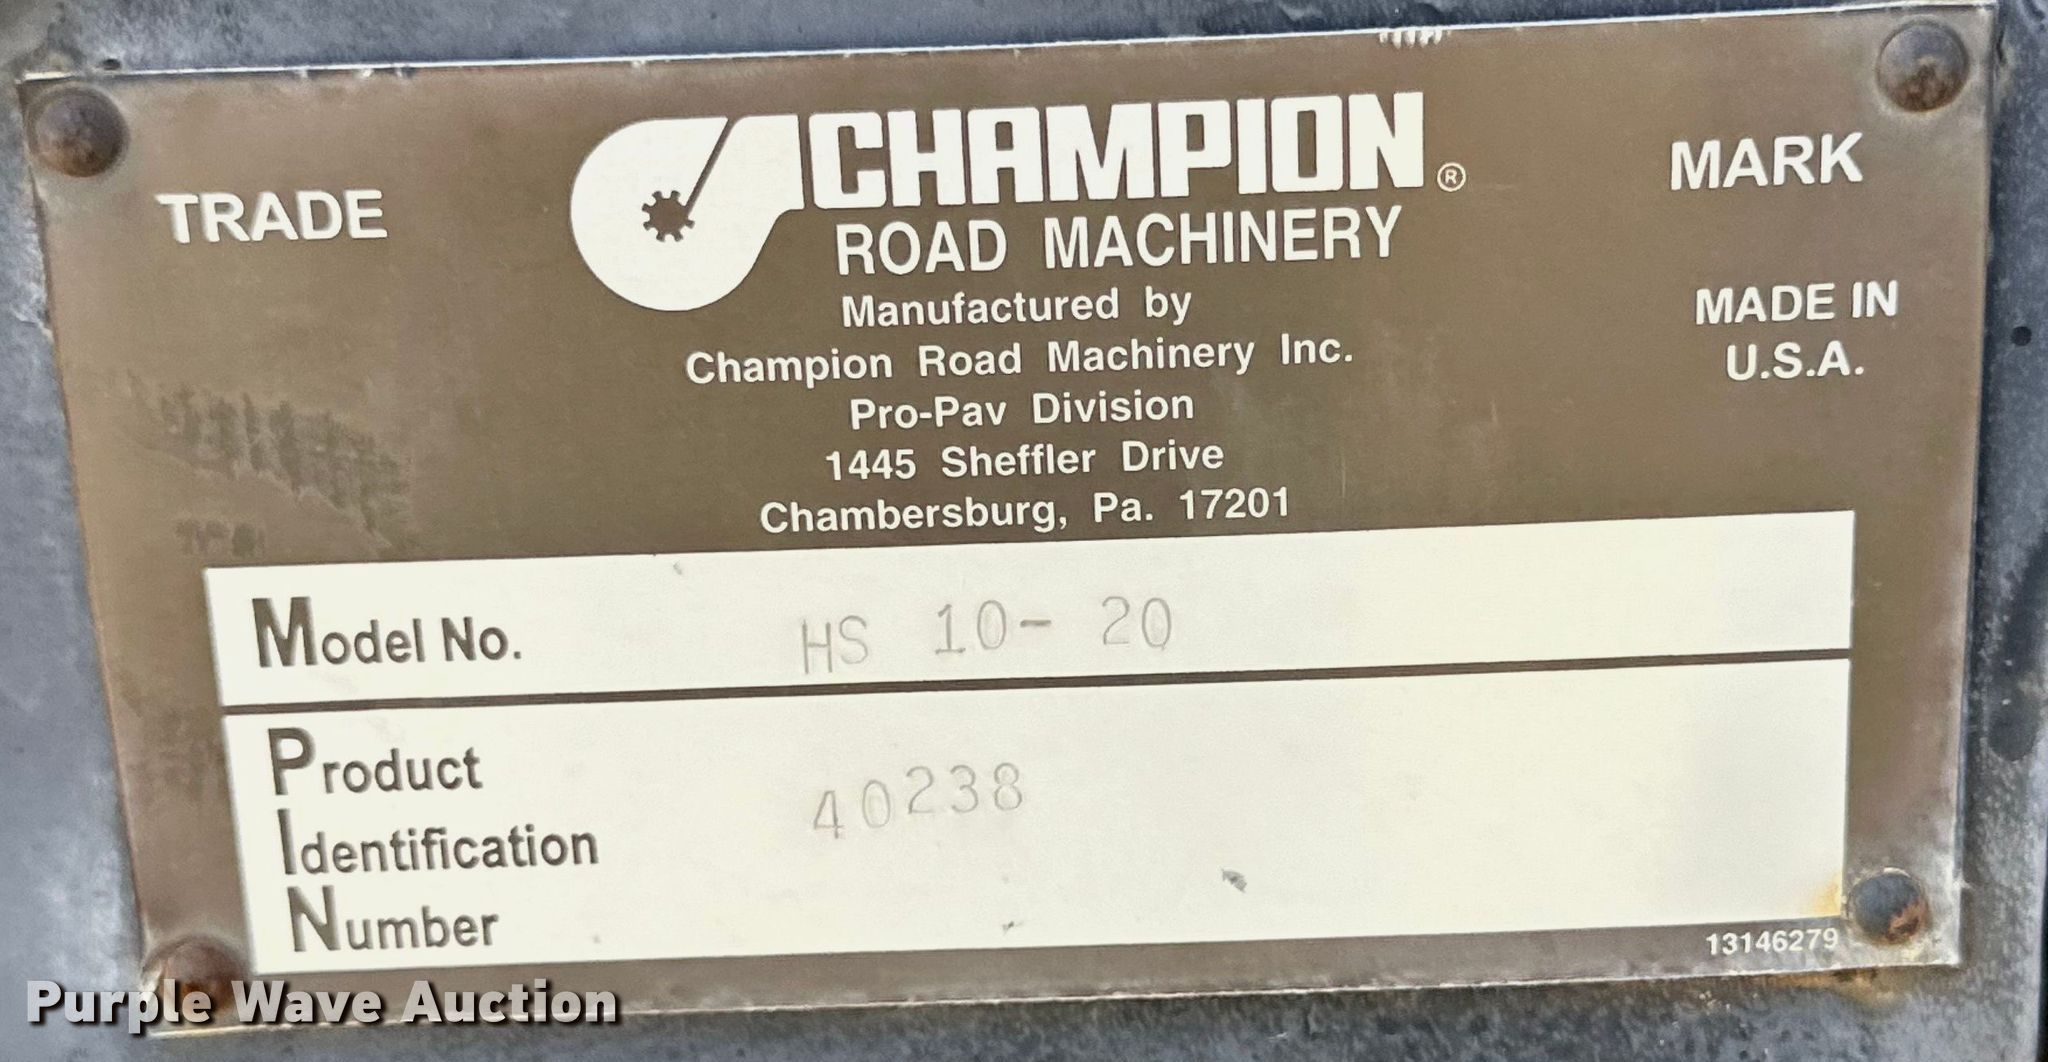 TRADE
CHAMPION ®
MARK
ROAD MACHINERY
Manufactured by
Champion Road Machinery Inc.
Pro-Pav Division
1445 Sheffler Drive
Chambersburg, Pa. 17201
MADE IN
U.S.A.
Model No. HS 10- 20
Product
Identification
Number
40238
13146279
Purple Wave Auction